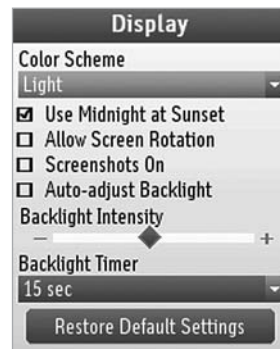 Display
Color Scheme
Light
Use Midnight at Sunset
Allow Screen Rotation
Screenshots On
Auto-adjust Backlight
Backlight Intensity
− +
Backlight Timer
15 sec
Restore Default Settings